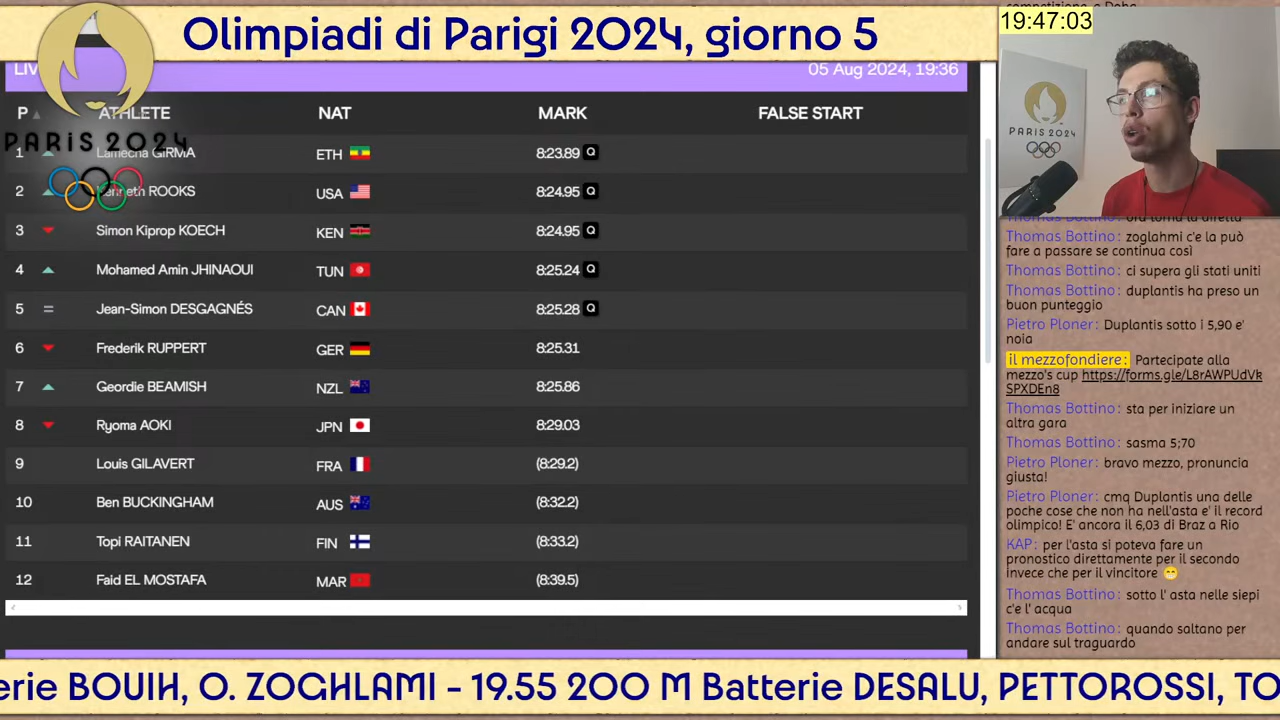 Olimpiadi di Parigi 2024, giorno 5
19:47:03
LIV
05 Aug 2024, 19:36
P ATHLETE NAT MARK FALSE START
PARIS 2024
1 Lamecha GIRMA ETH 8:23.89 Q
2 Kenneth ROOKS USA 8:24.95 Q
3 Simon Kiprop KOECH KEN 8:24.95 Q
4 Mohamed Amin JHINAOUI TUN 8:25.24 Q
5 Jean-Simon DESGAGNÉS CAN 8:25.28 Q
6 Frederik RUPPERT GER 8:25.31
7 Geordie BEAMISH NZL 8:25.86
8 Ryoma AOKI JPN 8:29.03
9 Louis GILAVERT FRA (8:29.2)
10 Ben BUCKINGHAM AUS (8:32.2)
11 Topi RAITANEN FIN (8:33.2)
12 Faid EL MOSTAFA MAR (8:39.5)
PARIS 2024
Thomas Bottino: ora torna la diretta
Thomas Bottino: zoglahmi c'e la può
fare a passare se continua così
Thomas Bottino: ci supera gli stati uniti
Thomas Bottino: duplantis ha preso un
buon punteggio
Pietro Ploner: Duplantis sotto i 5,90 e'
noia
il mezzofondiere: Partecipate alla
mezzo's cup https://forms.gle/L8rAWPUdVk
SPXDEn8
Thomas Bottino: sta per iniziare un
altra gara
Thomas Bottino: sasma 5;70
Pietro Ploner: bravo mezzo, pronuncia
giusta!
Pietro Ploner: cmq Duplantis una delle
poche cose che non ha nell'asta e' il record
olimpico! E' ancora il 6,03 di Braz a Rio
KAP: per l'asta si poteva fare un
pronostico direttamente per il secondo
invece che per il vincitore 😁
Thomas Bottino: sotto l' asta nelle siepi
c'e l' acqua
Thomas Bottino: quando saltano per
andare sul traguardo
erie BOUIH, O. ZOGHLAMI - 19.55 200 M Batterie DESALU, PETTOROSSI, TO